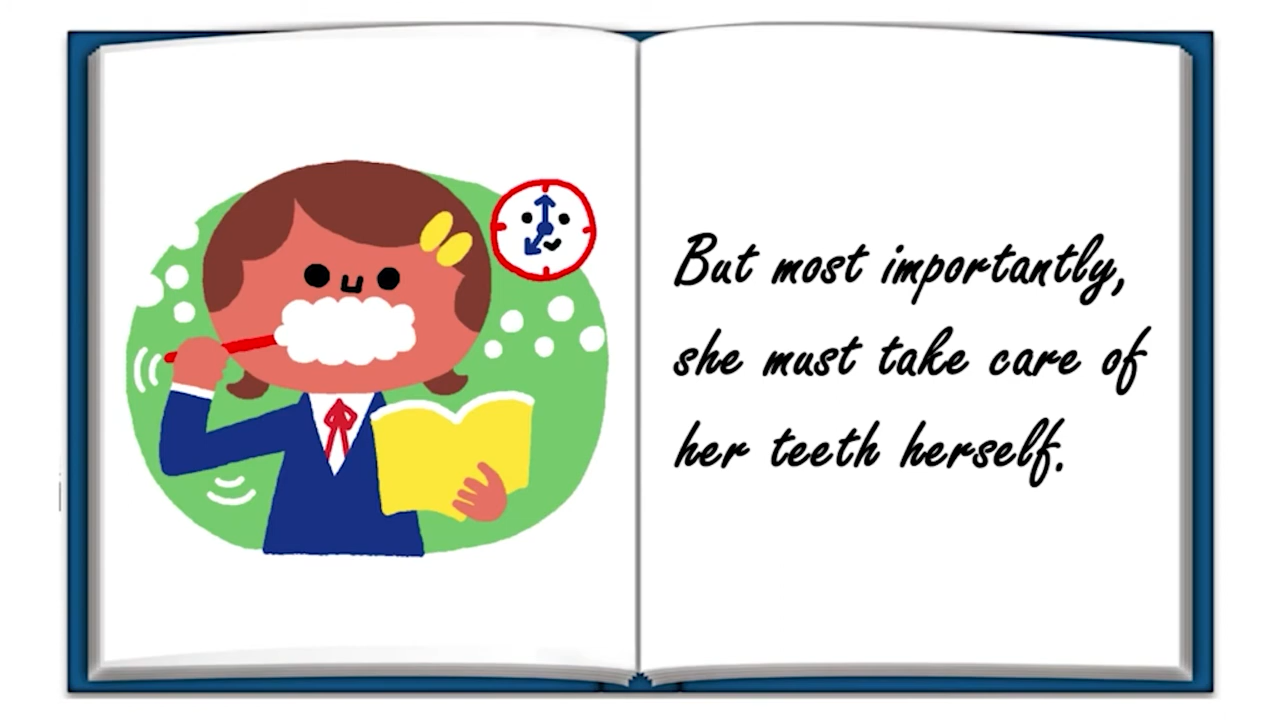 But most importantly,
she must take care of
her teeth herself.